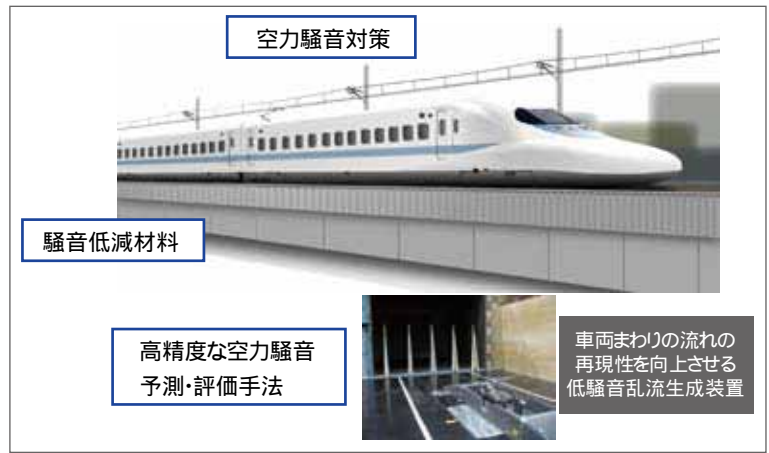 空力騒音対策
騒音低減材料
高精度な空力騒音
予測・評価手法
車両まわりの流れの
再現性を向上させる
低騒音乱流生成装置